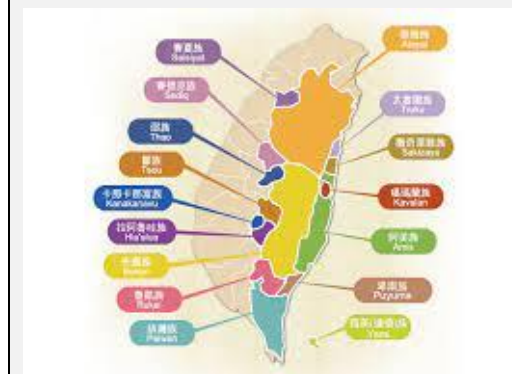 賽夏族
Saisiyat
賽德克族
Sediq
邵族
Thao
鄒族
Tsou
卡那卡那富族
Kanakanavu
拉阿魯哇族
Hla'alua
布農族
Bunun
魯凱族
Rukai
排灣族
Paiwan
泰雅族
Atayal
太魯閣族
Truku
撒奇萊雅族
Sakizaya
噶瑪蘭族
Kavalan
阿美族
Amis
卑南族
Puyuma
雅美(達悟)族
Yami